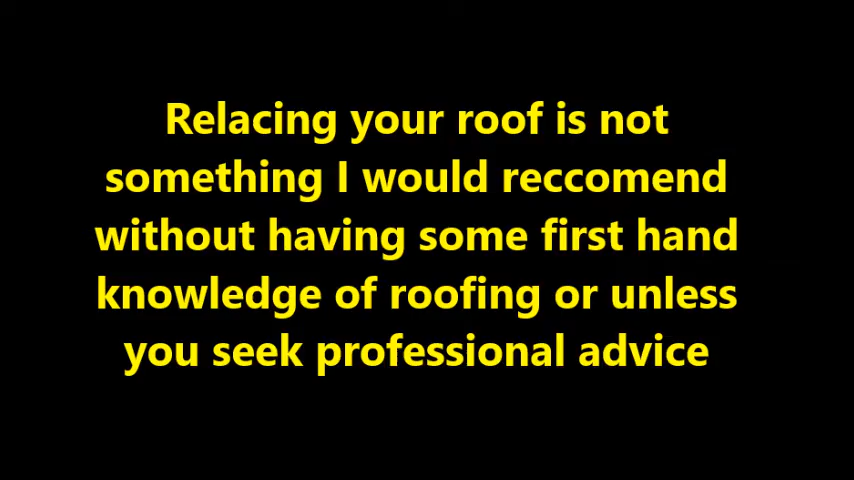 Relacing your roof is not
something I would reccomend
without having some first hand
knowledge of roofing or unless
you seek professional advice